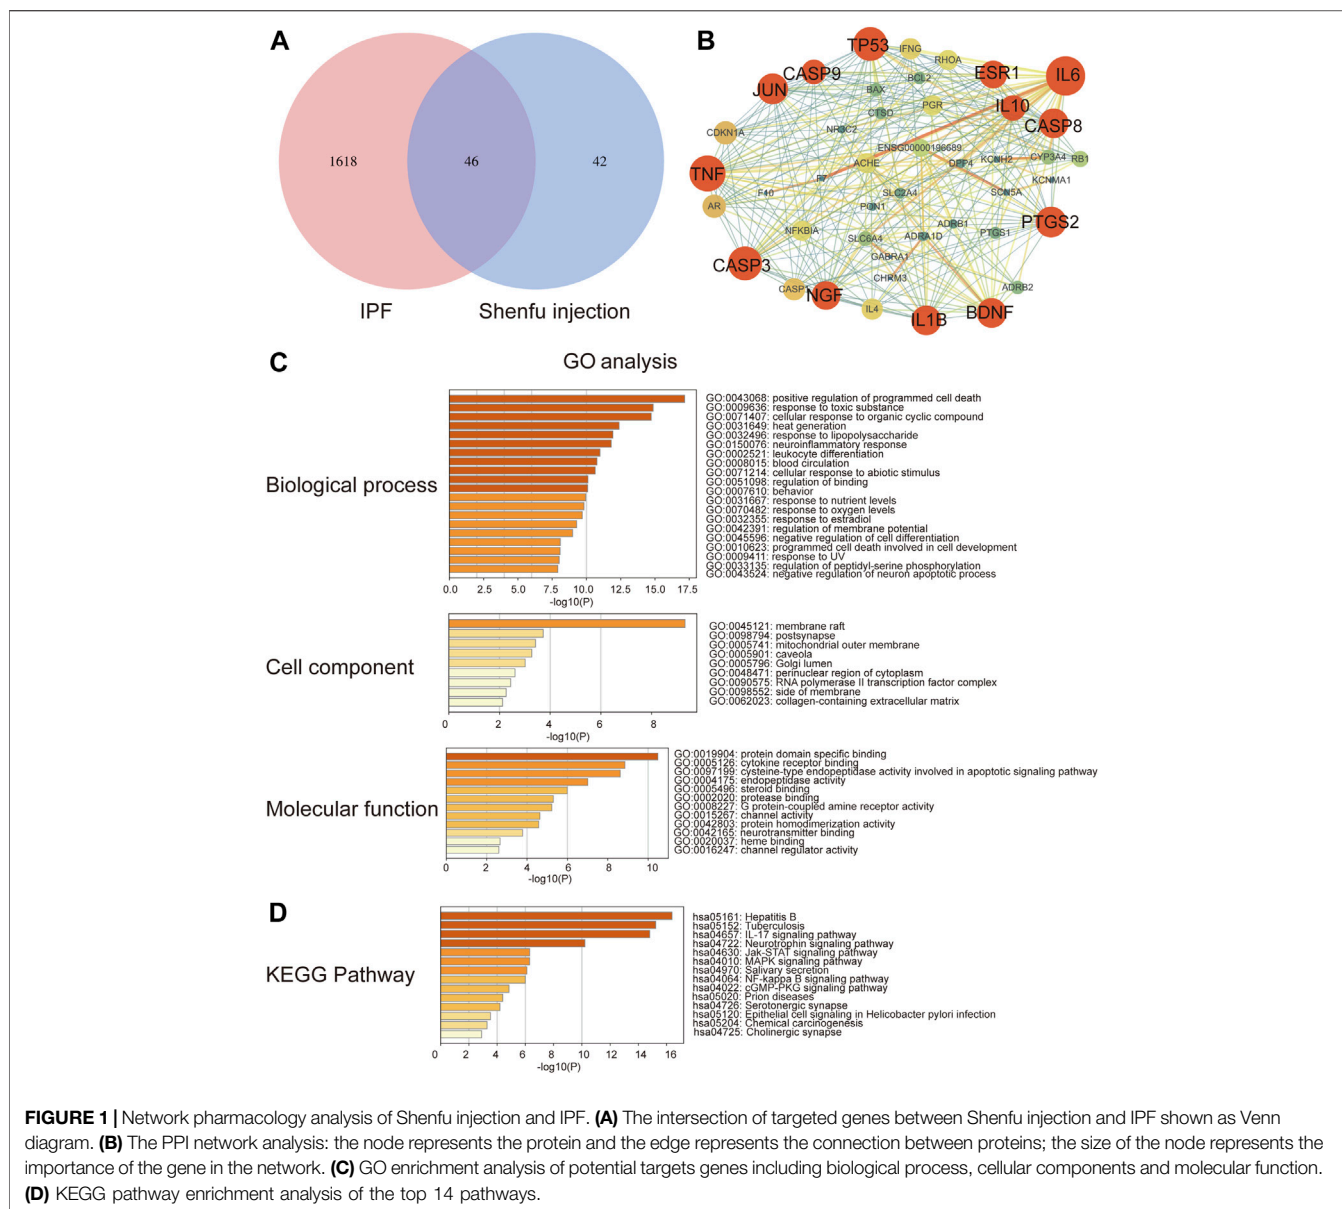 A
1618
46
42
IPF
Shenfu injection
B
TP53
IFNG
RHOA
CASP9
BCL2
ESR1
IL6
JUN
BAX
IL10
PGR
CTSD
CASP8
CDKN1A
NR3C2
ENSG00000196689
ACHE
DPP4
KCNH2
CYP3A4
RB1
TNF
F7
KCNMA1
F10
SLC2A4
SCN5A
AR
PON1
PTGS2
NFKBIA
ADRB1
SLC6A4
ADRA1D
PTGS1
GABRA1
CASP3
CHRM3
CASP1
NGF
ADRB2
IL4
IL1B
BDNF
C
GO analysis
Biological process
GO:0043068: positive regulation of programmed cell death
GO:0009636: response to toxic substance
GO:0071407: cellular response to organic cyclic compound
GO:0031649: heat generation
GO:0032496: response to lipopolysaccharide
GO:0150076: neuroinflammatory response
GO:0002521: leukocyte differentiation
GO:0008015: blood circulation
GO:0071214: cellular response to abiotic stimulus
GO:0051098: regulation of binding
GO:0007610: behavior
GO:0031667: response to nutrient levels
GO:0070482: response to oxygen levels
GO:0032355: response to estradiol
GO:0042391: regulation of membrane potential
GO:0045596: negative regulation of cell differentiation
GO:0010623: programmed cell death involved in cell development
GO:0009411: response to UV
GO:0033135: regulation of peptidyl-serine phosphorylation
GO:0043524: negative regulation of neuron apoptotic process
0.0 2.5 5.0 7.5 10.0 12.5 15.0 17.5
-log10(P)
Cell component
GO:0045121: membrane raft
GO:0098794: postsynapse
GO:0005741: mitochondrial outer membrane
GO:0005901: caveola
GO:0005796: Golgi lumen
GO:0048471: perinuclear region of cytoplasm
GO:0090575: RNA polymerase II transcription factor complex
GO:0098552: side of membrane
GO:0062023: collagen-containing extracellular matrix
0 2 4 6 8
-log10(P)
Molecular function
GO:0019904: protein domain specific binding
GO:0005126: cytokine receptor binding
GO:0097199: cysteine-type endopeptidase activity involved in apoptotic signaling pathway
GO:0004175: endopeptidase activity
GO:0005496: steroid binding
GO:0002020: protease binding
GO:0008227: G protein-coupled amine receptor activity
GO:0015267: channel activity
GO:0042803: protein homodimerization activity
GO:0042165: neurotransmitter binding
GO:0020037: heme binding
GO:0016247: channel regulator activity
0 2 4 6 8 10
-log10(P)
D
KEGG Pathway
hsa05161: Hepatitis B
hsa05152: Tuberculosis
hsa04657: IL-17 signaling pathway
hsa04722: Neurotrophin signaling pathway
hsa04630: Jak-STAT signaling pathway
hsa04010: MAPK signaling pathway
hsa04970: Salivary secretion
hsa04064: NF-kappa B signaling pathway
hsa04022: cGMP-PKG signaling pathway
hsa05020: Prion diseases
hsa04726: Serotonergic synapse
hsa05120: Epithelial cell signaling in Helicobacter pylori infection
hsa05204: Chemical carcinogenesis
hsa04725: Cholinergic synapse
0 2 4 6 8 10 12 14 16
-log10(P)
FIGURE 1 | Network pharmacology analysis of Shenfu injection and IPF. (A) The intersection of targeted genes between Shenfu injection and IPF shown as Venn
diagram. (B) The PPI network analysis: the node represents the protein and the edge represents the connection between proteins; the size of the node represents the
importance of the gene in the network. (C) GO enrichment analysis of potential targets genes including biological process, cellular components and molecular function.
(D) KEGG pathway enrichment analysis of the top 14 pathways.